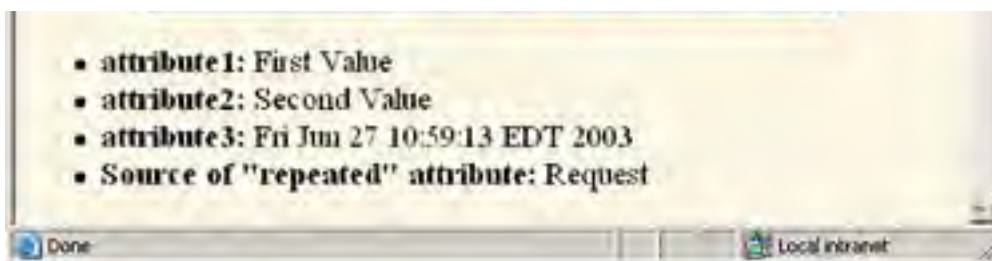 attribute1: First Value
attribute2: Second Value
attribute3: Fri Jun 27 10:59:13 EDT 2003
Source of "repeated" attribute: Request
Done Local intranet